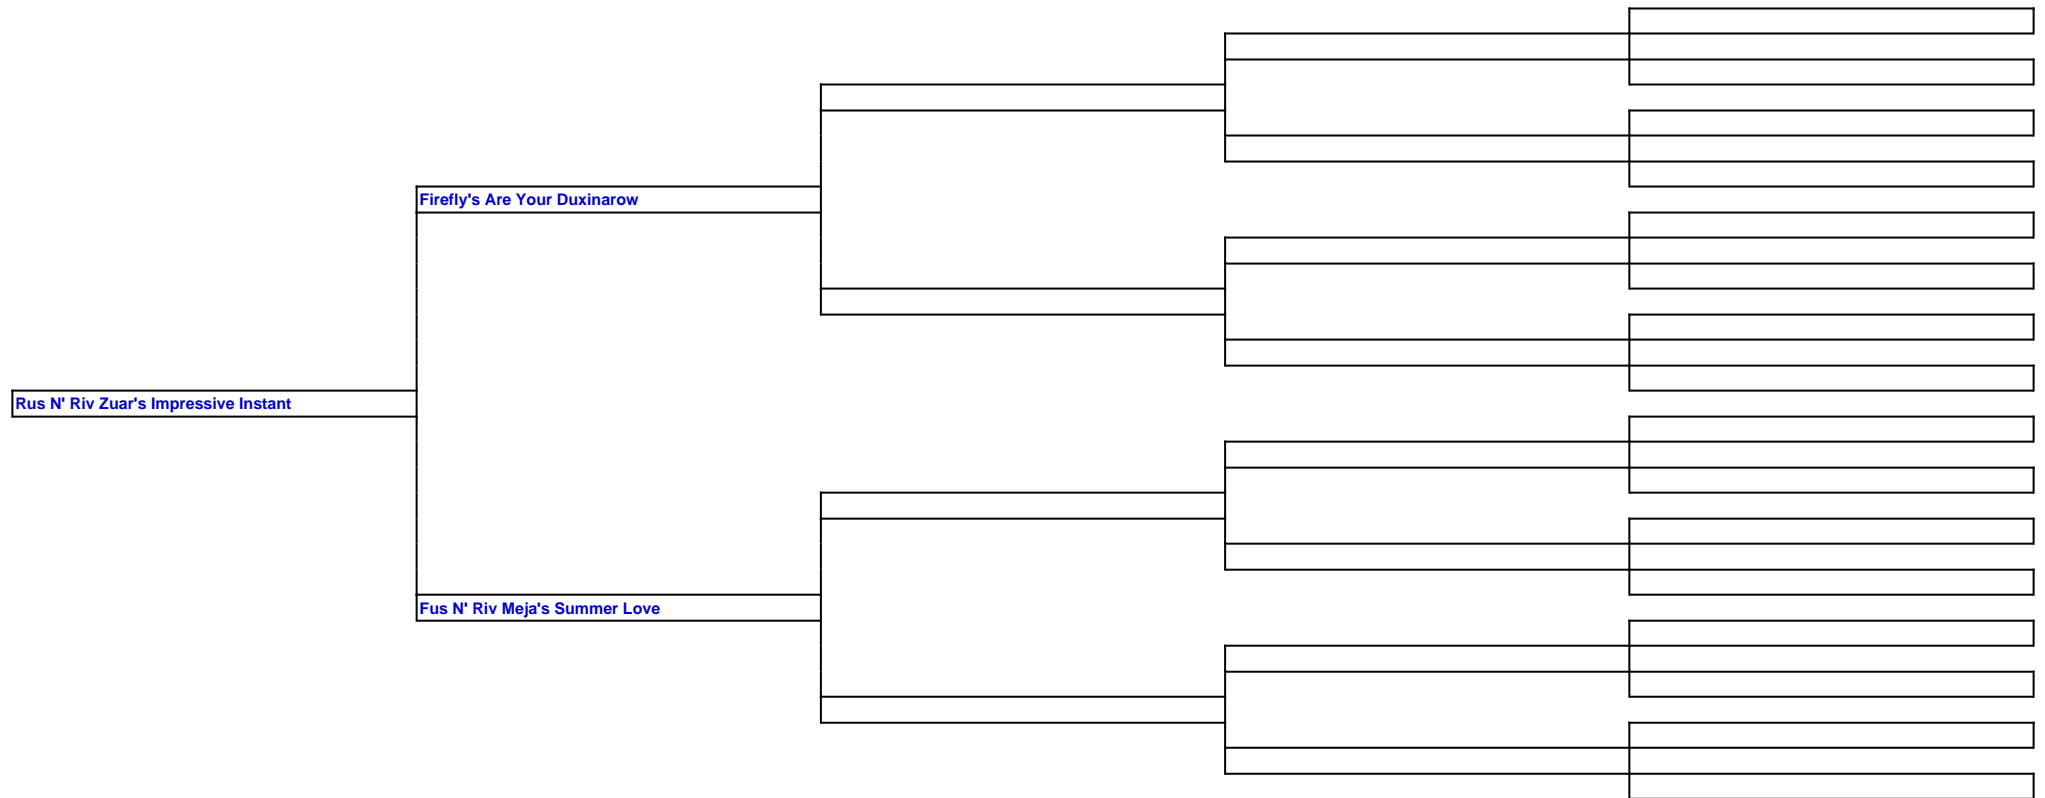 Firefly's Are Your Duxinarow
Rus N' Riv Zuar's Impressive Instant
Fus N' Riv Meja's Summer Love